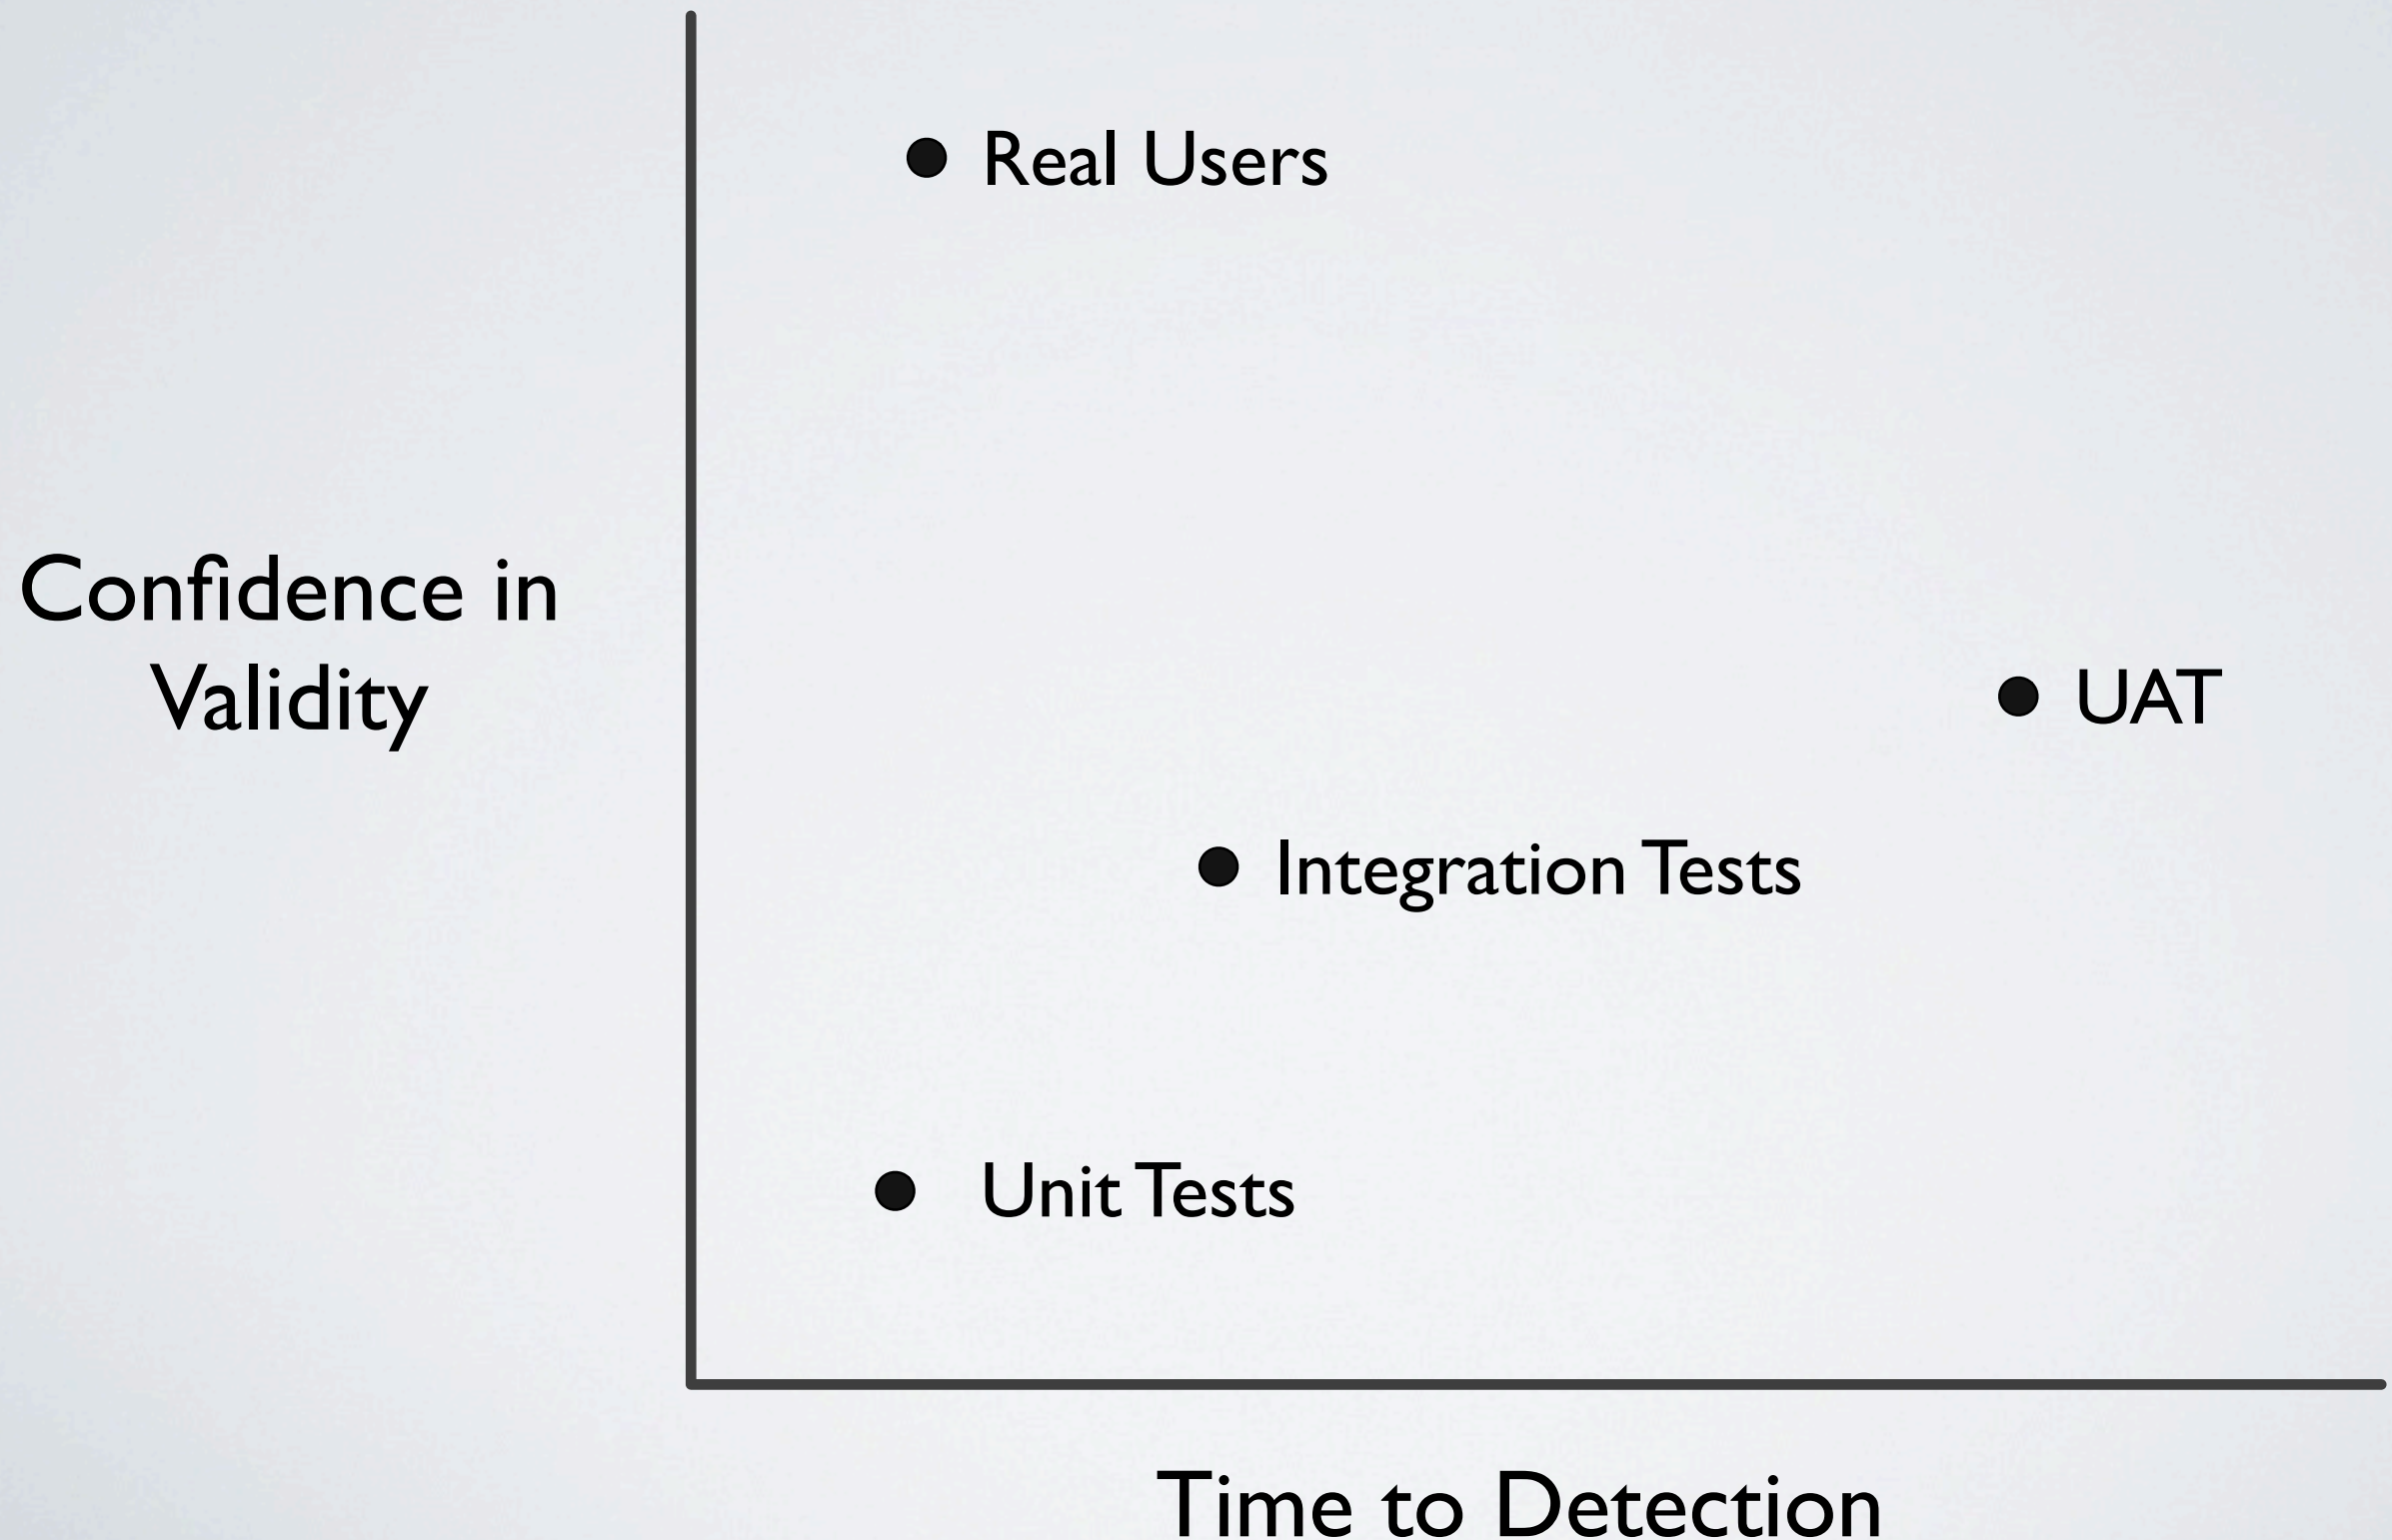 Real Users
Confidence in
Validity
UAT
Integration Tests
Unit Tests
Time to Detection